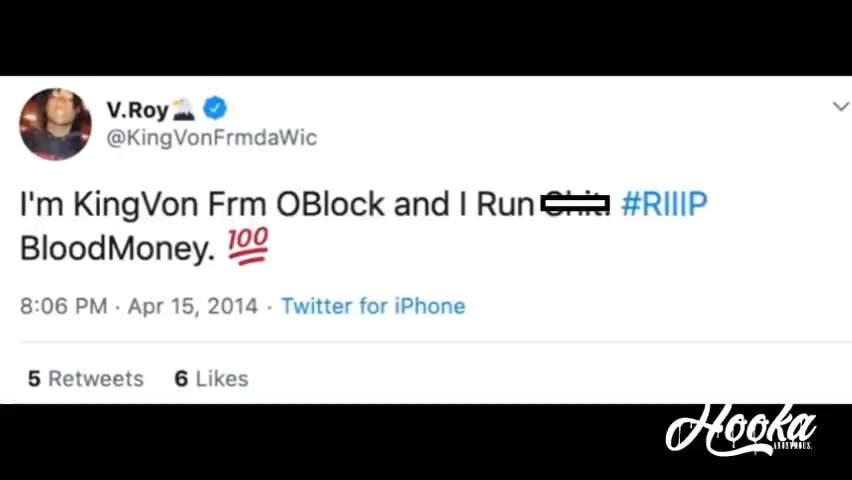 V.Roy
@KingVonFrmdaWic
I'm KingVon Frm OBlock and I Run Shit. #RIIIP
BloodMoney. 💯
8:06 PM · Apr 15, 2014 · Twitter for iPhone
5 Retweets 6 Likes
Hooka
ANONYMOUS.